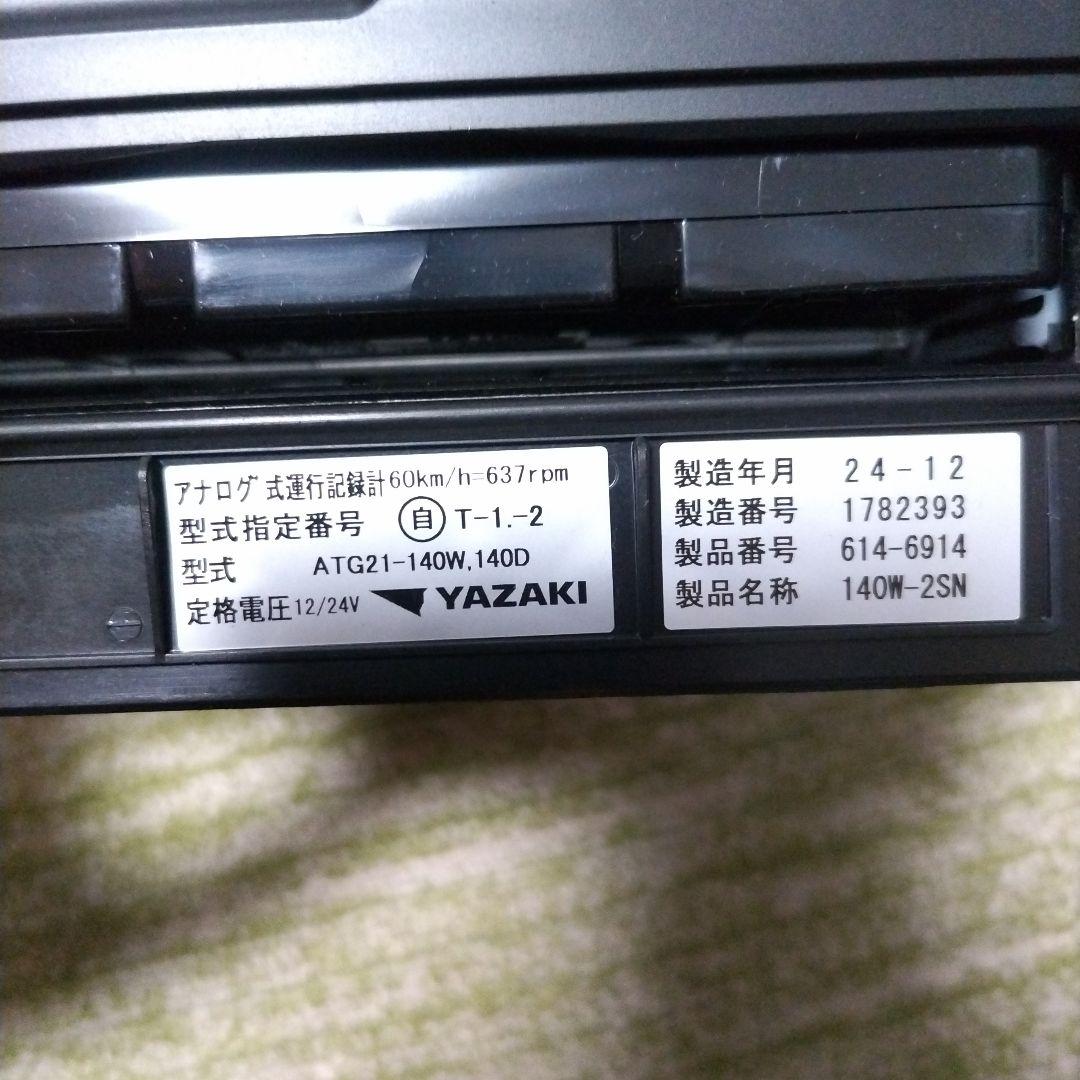 アナログ式運行記録計60km/h=637rpm
型式指定番号 自 T-1.-2
型式 ATG21-140W,140D
定格電圧12/24V YAZAKI
製造年月 24-12
製造番号 1782393
製品番号 614-6914
製品名称 140W-2SN